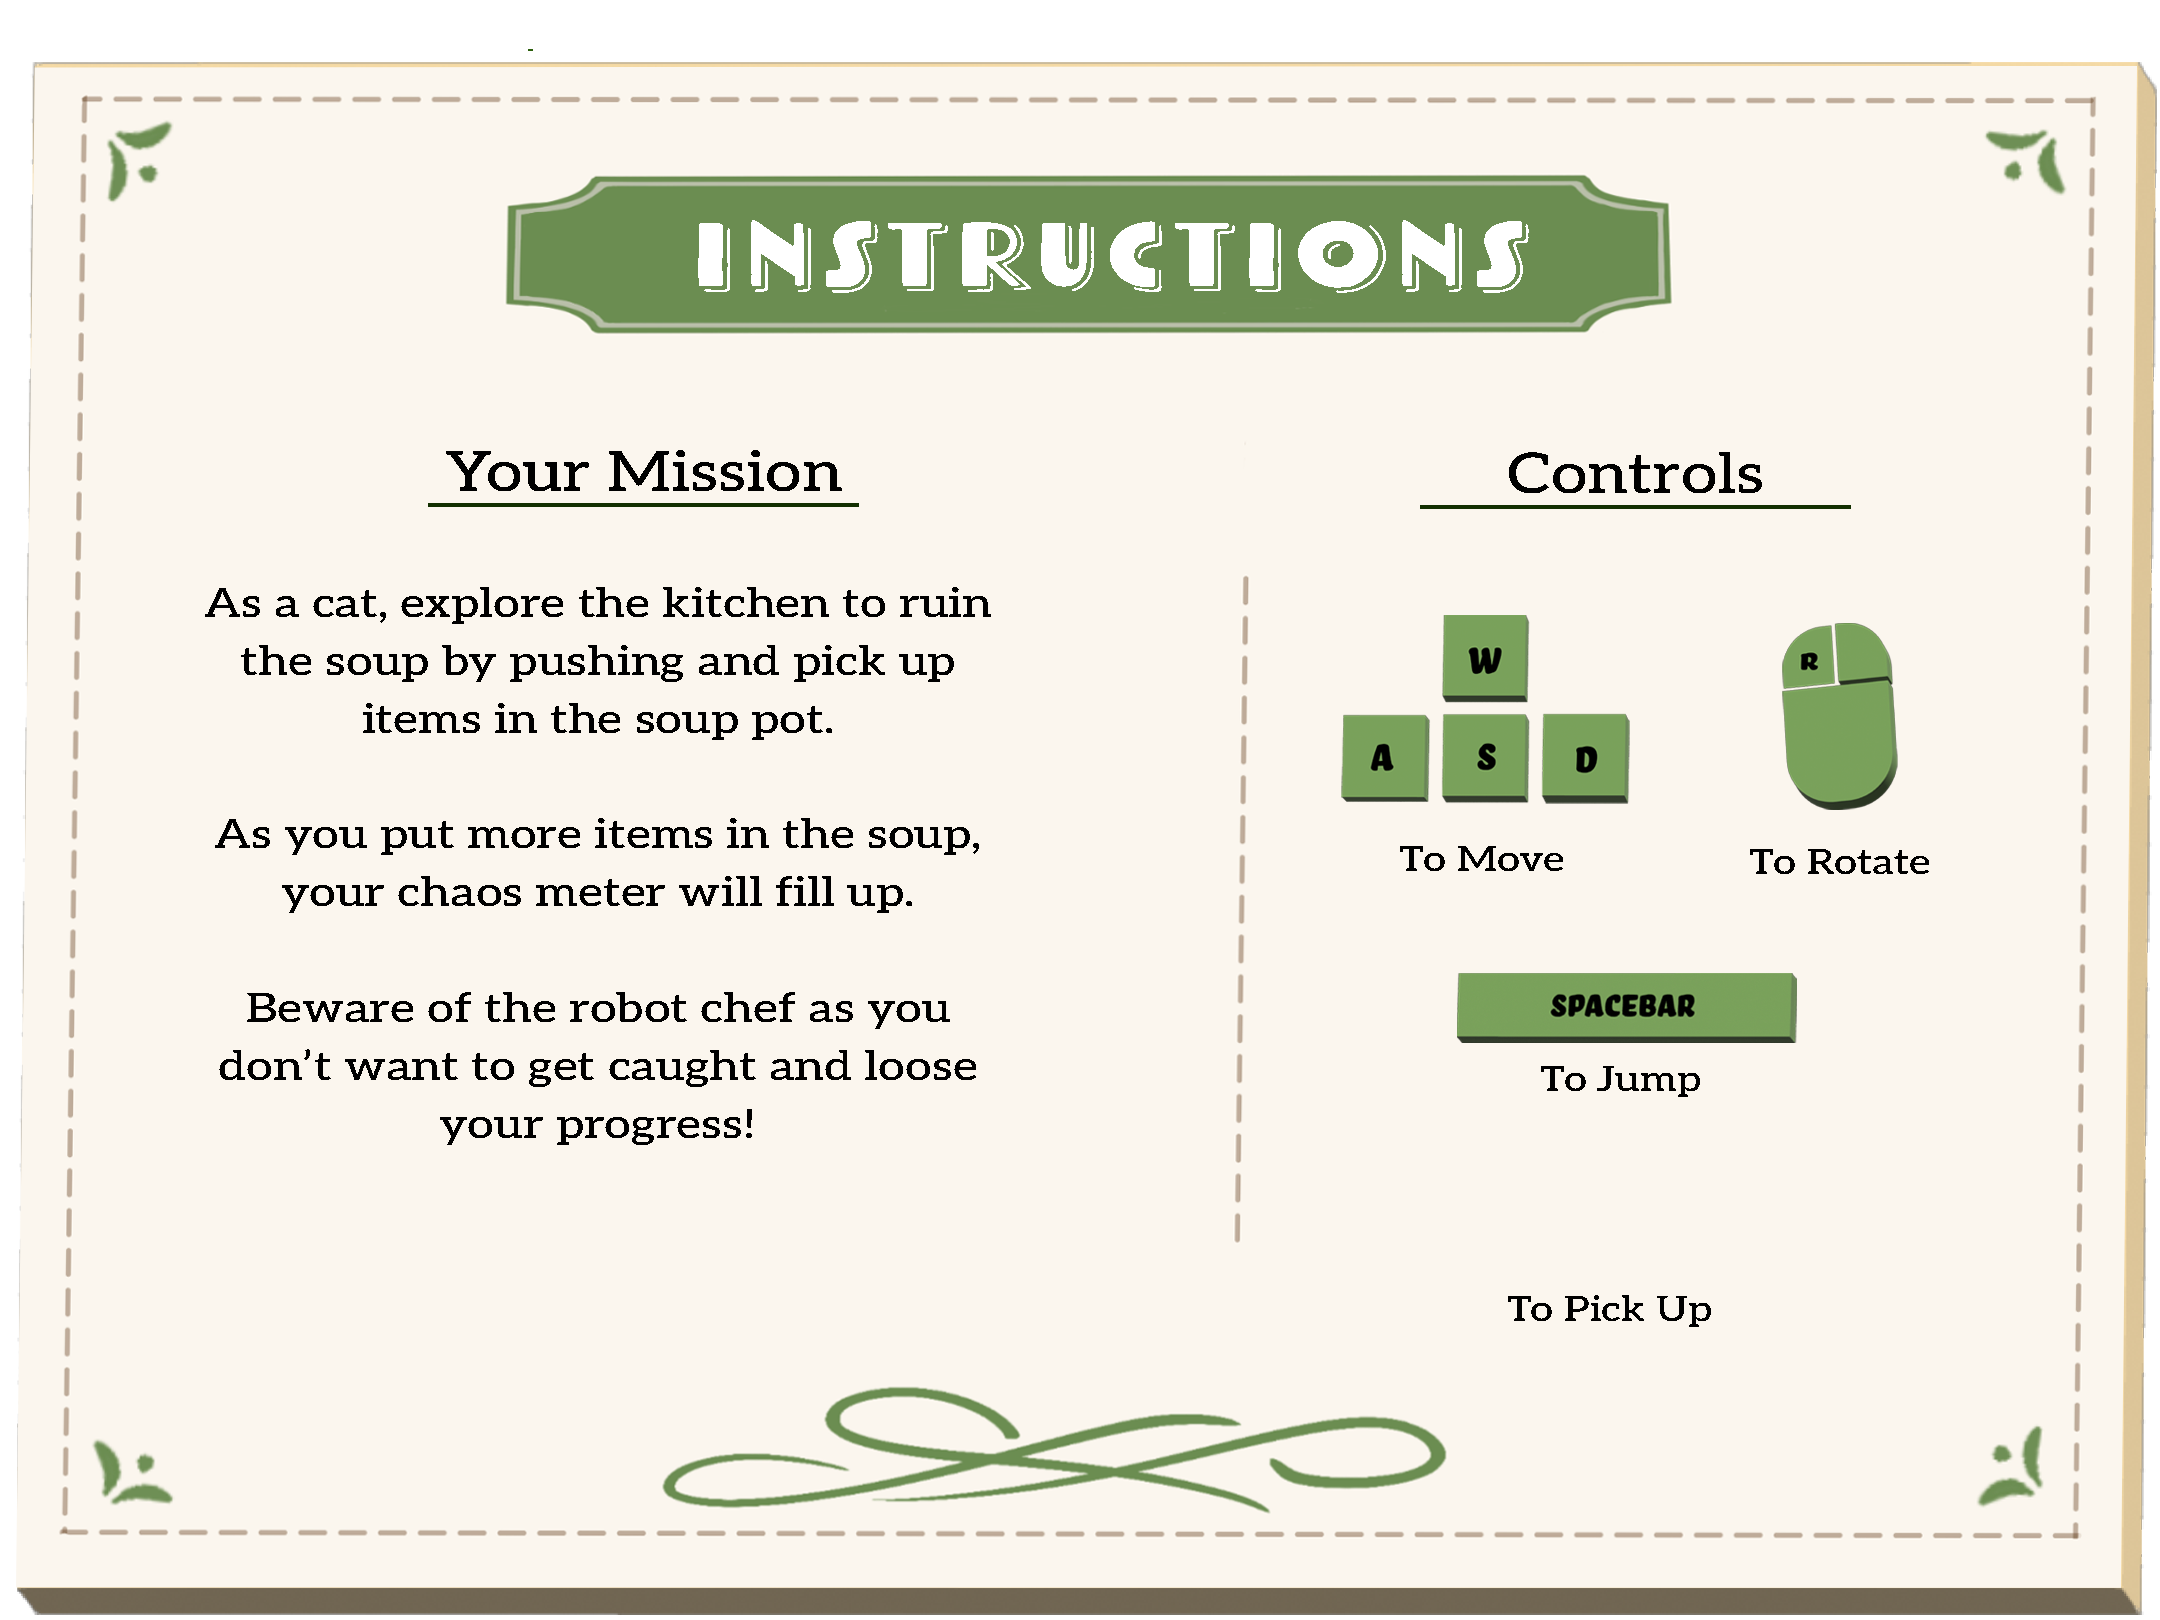 INSTRUCTIONS
Your Mission
As a cat, explore the kitchen to ruin
the soup by pushing and pick up
items in the soup pot.
As you put more items in the soup,
your chaos meter will fill up.
Beware of the robot chef as you
don't want to get caught and loose
your progress!
Controls
W
A S D
To Move
R
To Rotate
SPACEBAR
To Jump
To Pick Up